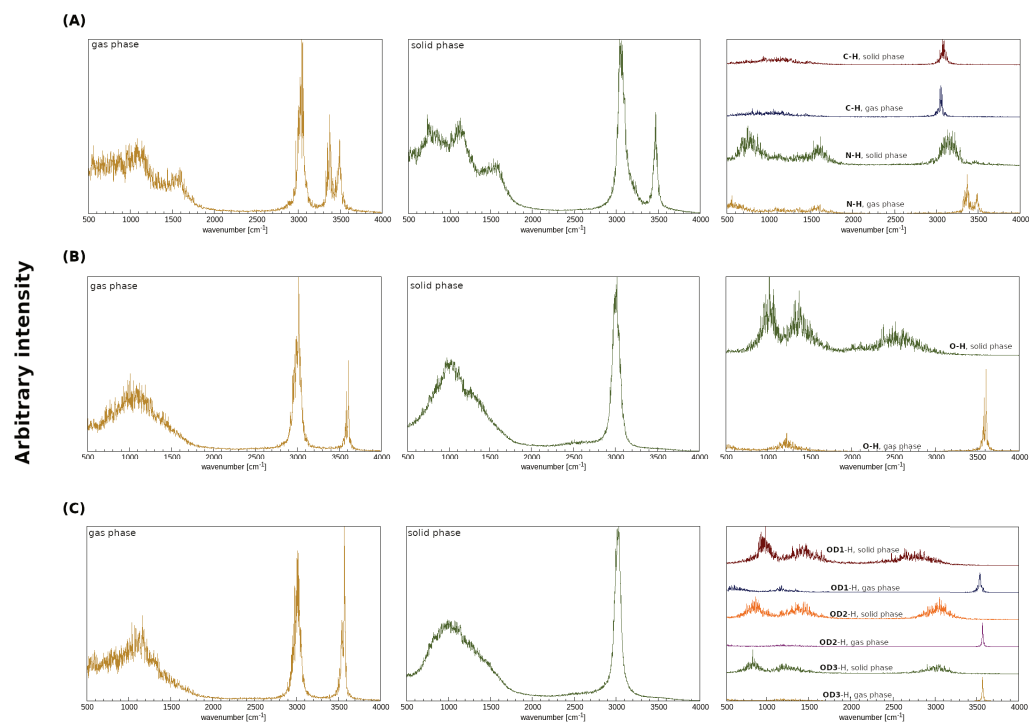 (A)
gas phase
solid phase
C-H, solid phase
C-H, gas phase
N-H, solid phase
N-H, gas phase
500 1000 1500 2000 2500 3000 3500 4000
500 1000 1500 2000 2500 3000 3500 4000
500 1000 1500 2000 2500 3000 3500 4000
wavenumber [cm-1]
wavenumber [cm-1]
wavenumber [cm-1]
(B)
Arbitrary intensity
gas phase
solid phase
O-H, solid phase
O-H, gas phase
500 1000 1500 2000 2500 3000 3500 4000
500 1000 1500 2000 2500 3000 3500 4000
500 1000 1500 2000 2500 3000 3500 4000
wavenumber [cm-1]
wavenumber [cm-1]
wavenumber [cm-1]
(C)
gas phase
solid phase
OD1-H, solid phase
OD1-H, gas phase
OD2-H, solid phase
OD2-H, gas phase
OD3-H, solid phase
OD3-H, gas phase
500 1000 1500 2000 2500 3000 3500 4000
500 1000 1500 2000 2500 3000 3500 4000
500 1000 1500 2000 2500 3000 3500 4000
wavenumber [cm-1]
wavenumber [cm-1]
wavenumber [cm-1]